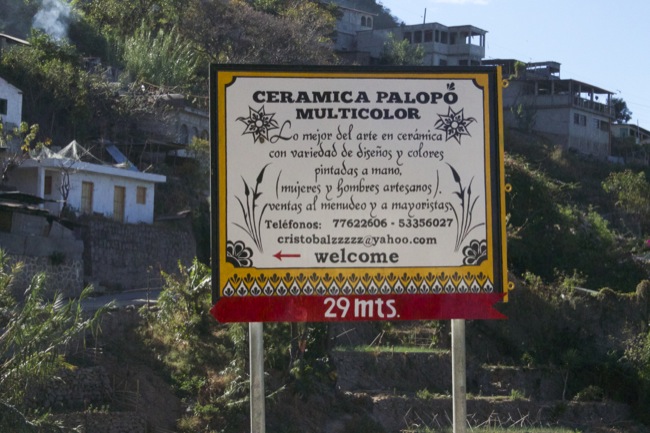 CERAMICA PALOPÓ
MULTICOLOR
Lo mejor del arte en cerámica
con variedad de diseños y colores
pintadas a mano,
(mujeres y hombres artesanos).
ventas al menudeo y a mayoristas
Teléfonos: 77622606 - 53356027
cristobalzzzzz@yahoo.com
welcome
29 mts.